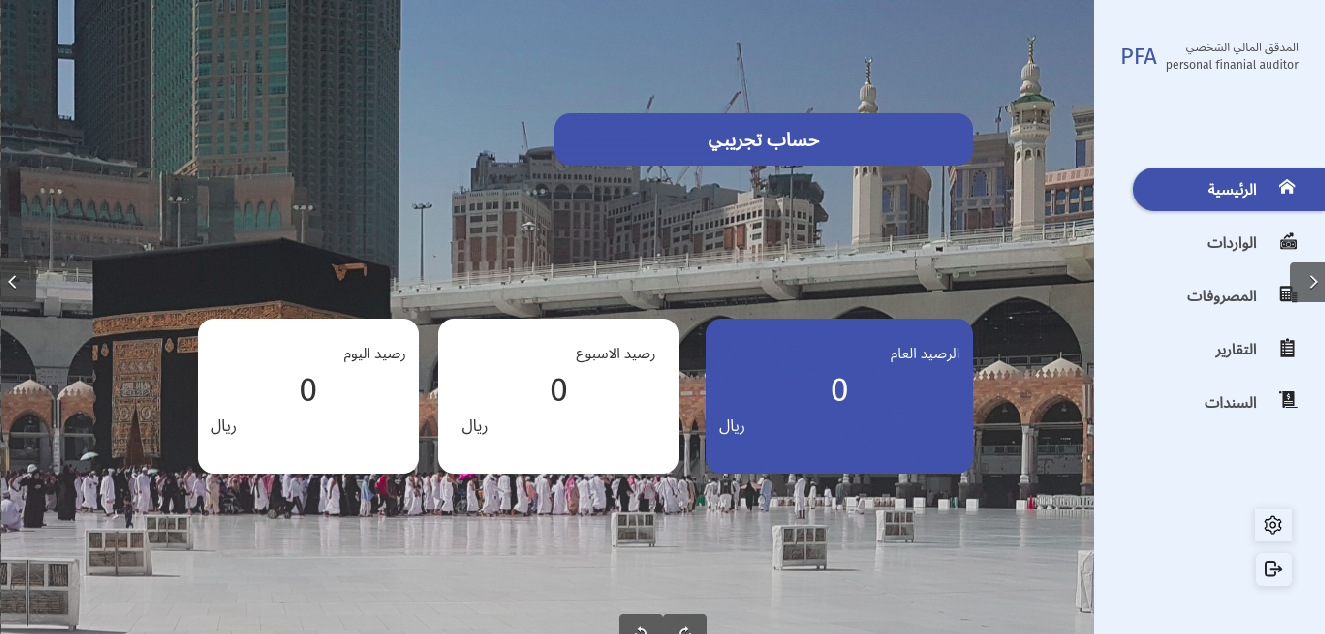 المدقق المالي الشخصي
PFA personal finanial auditor
الرئيسية
الواردات
المصروفات
التقارير
السندات
حساب تجريبي
الرصيد العام
0
ريال
رصيد الاسبوع
0
ريال
رصيد اليوم
0
ريال